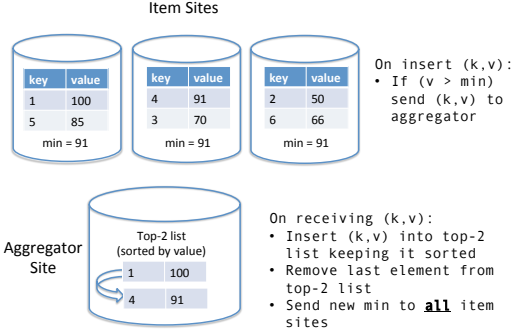 Item Sites
key value
1 100
5 85
min = 91
key value
4 91
3 70
min = 91
key value
2 50
6 66
min = 91
On insert (k,v):
• If (v > min)
send (k,v) to
aggregator
Aggregator
Site
Top-2 list
(sorted by value)
1 100
4 91
On receiving (k,v):
• Insert (k,v) into top-2
list keeping it sorted
• Remove last element from
top-2 list
• Send new min to all item
sites